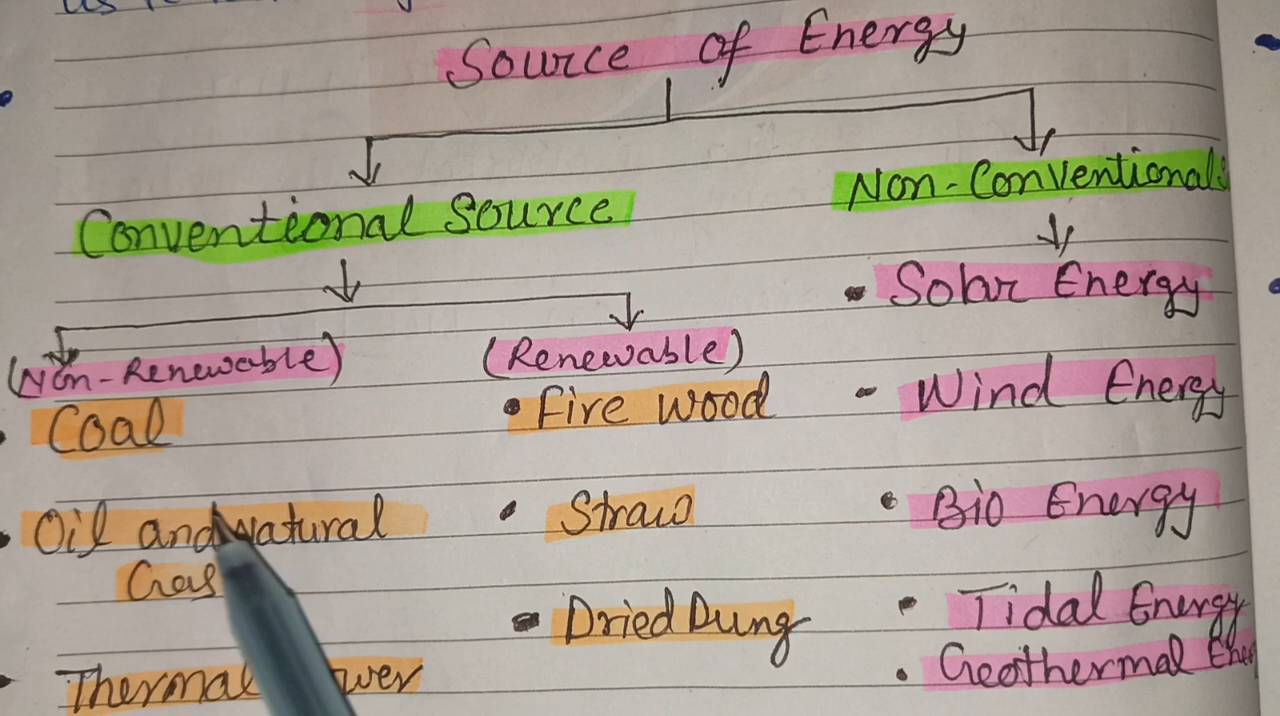 Source of Energy
Conventional Source
Non-Conventional
(Non-Renewable)
Coal
Oil and Natural
Gas
Thermal
(Renewable)
Fire Wood
Straw
Dried Dung
Solar Energy
Wind Energy
Bio Energy
Tidal Energy
Geothermal